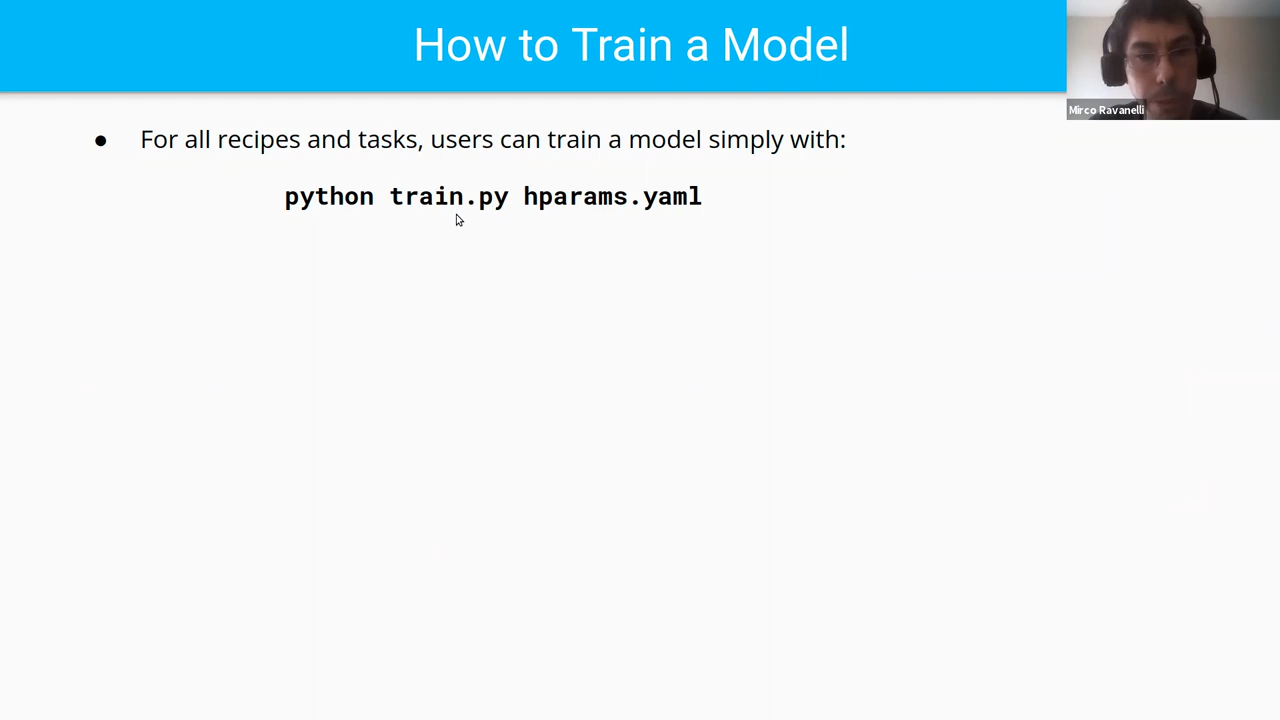 How to Train a Model
Mirco Ravanelli
● For all recipes and tasks, users can train a model simply with:
python train.py hparams.yaml